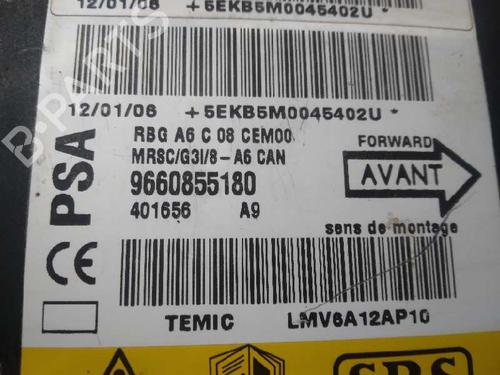 12/01/06 +5EKB5M0045402U*
12/01/06 +5EKB5M0045402U*
PSA
RBG A6 C 08 CEM00
MRSC/G3I/8- A6 CAN
9660855180
401656 A9
FORWARD
AVANT
sens de montage
CE
TEMIC LMV6A12AP10
SRS
B-PARTS